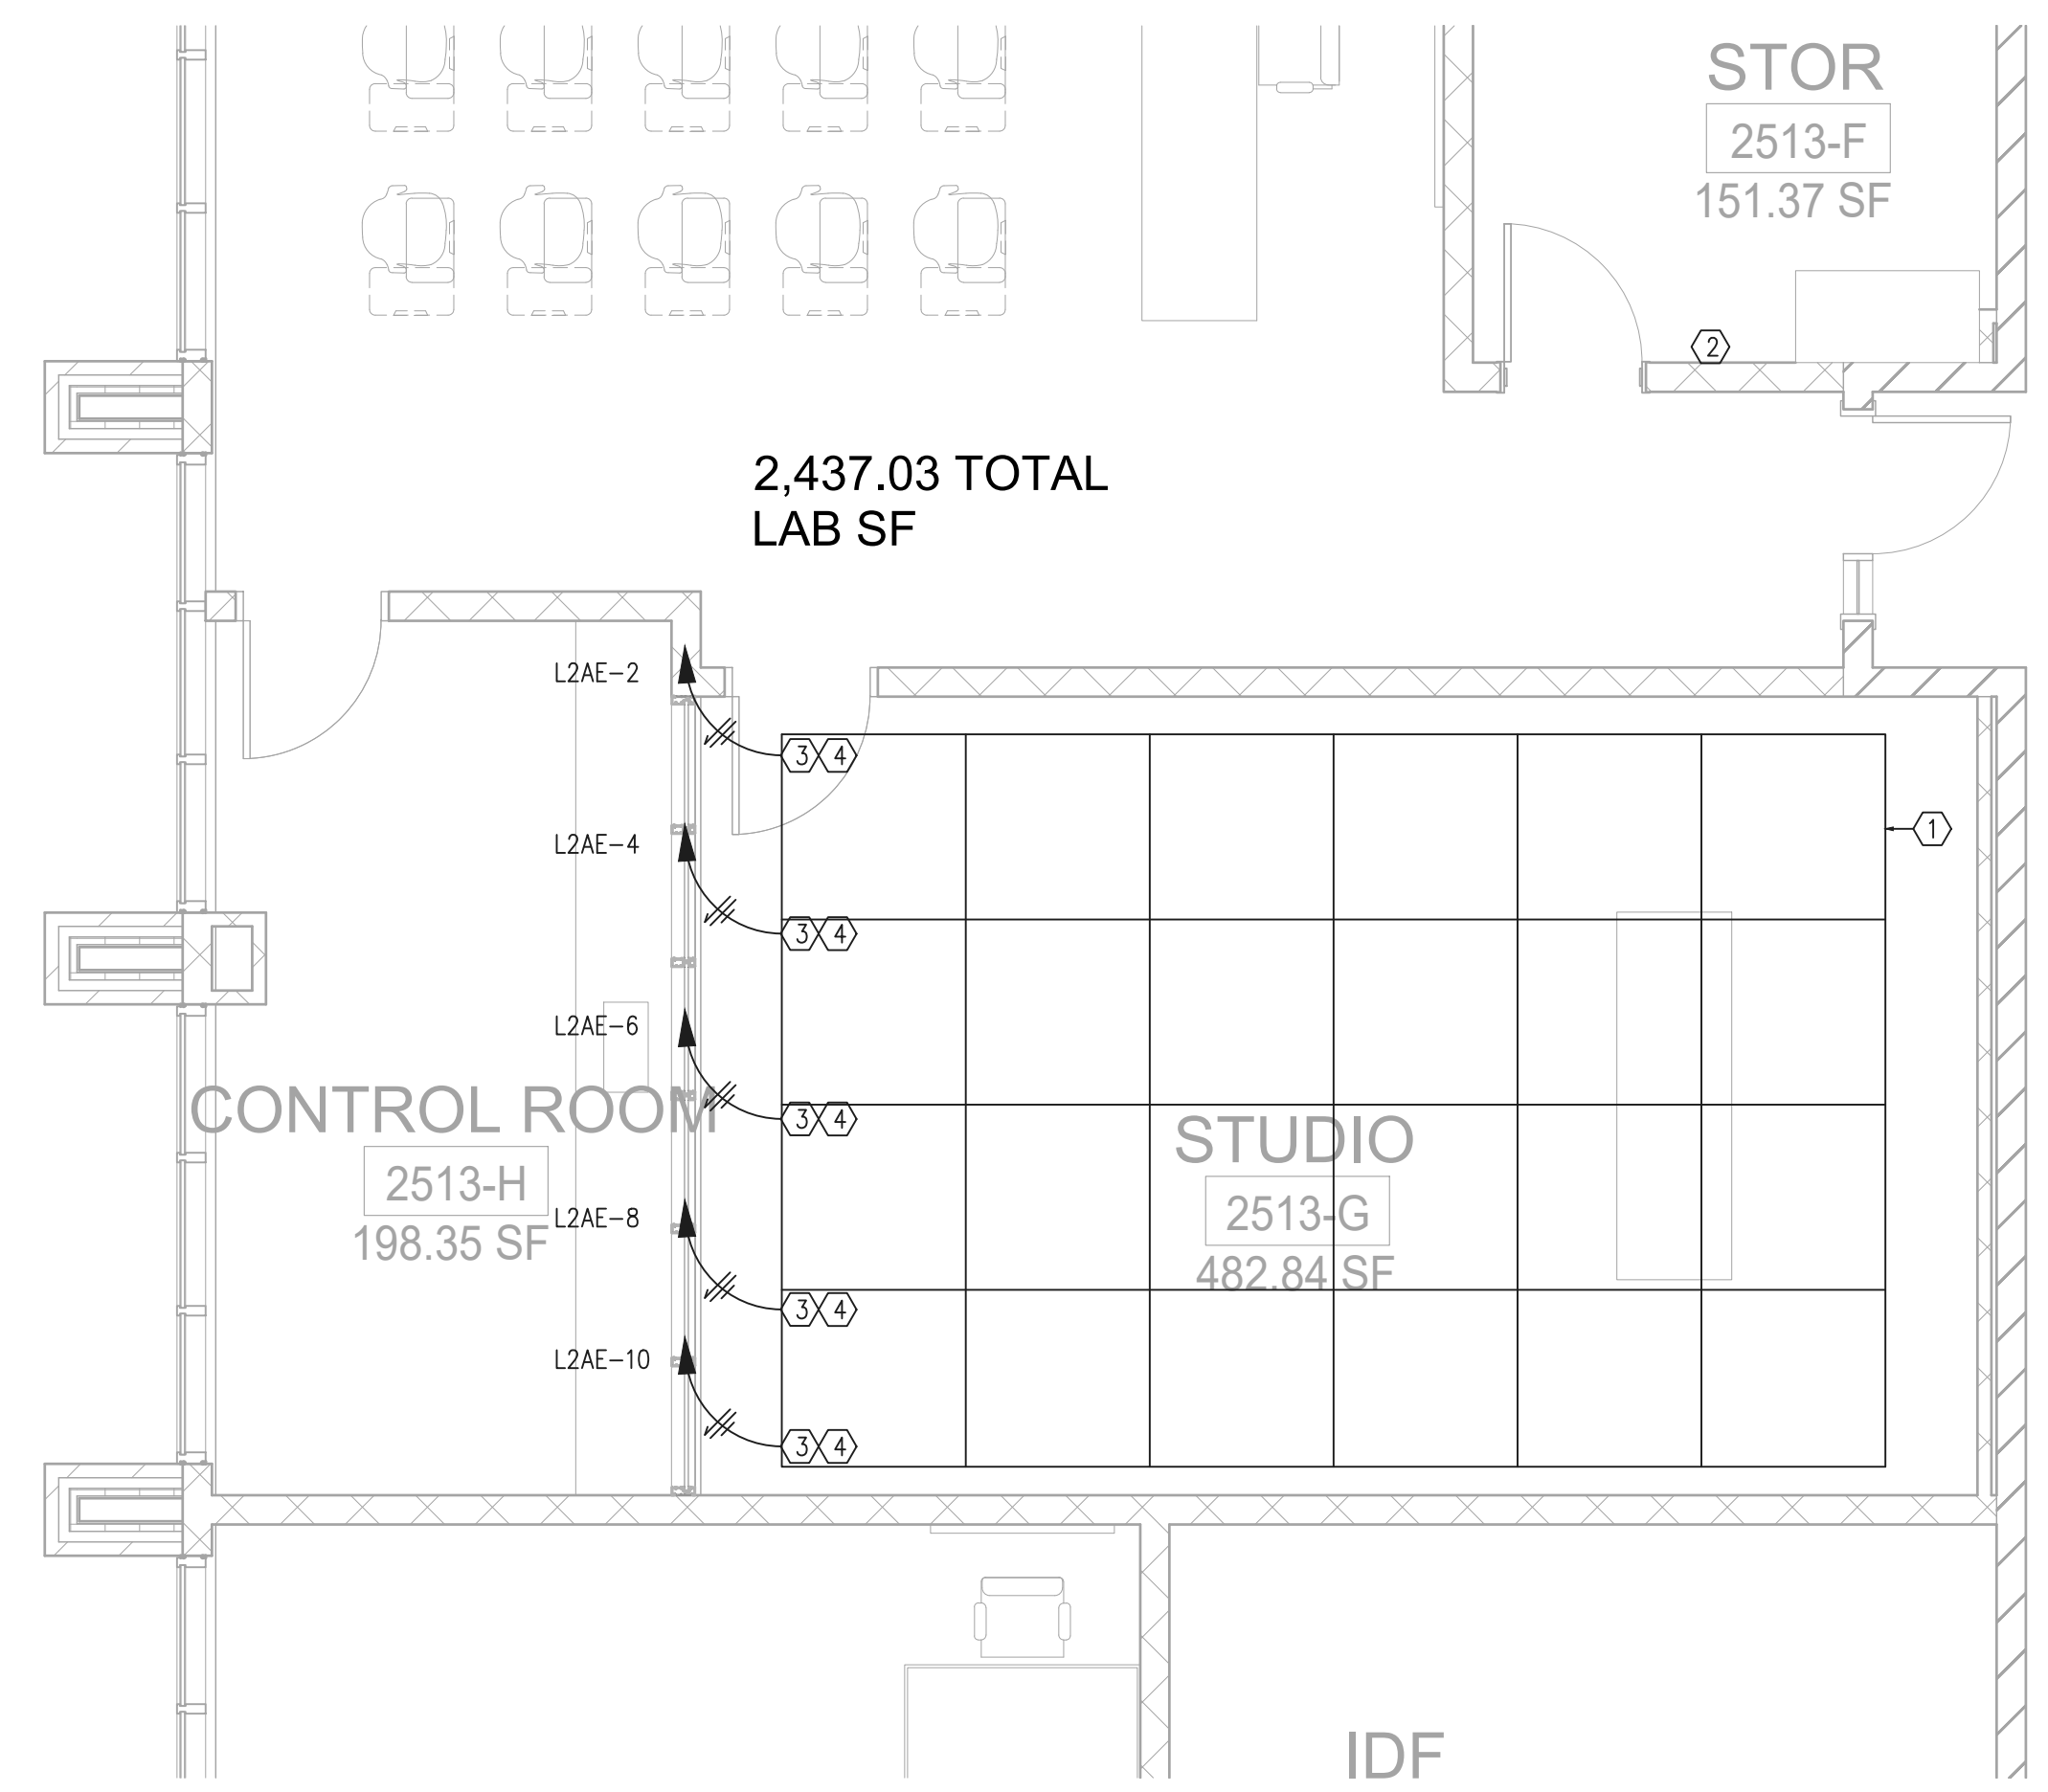 STOR
2513-F
151.37 SF
2
2,437.03 TOTAL
LAB SF
L2AE-2
3 4
1
L2AE-4
3 4
L2AE-6
3 4
CONTROL ROOM
2513-H
198.35 SF
STUDIO
2513-G
482.84 SF
L2AE-8
3 4
L2AE-10
3 4
IDF